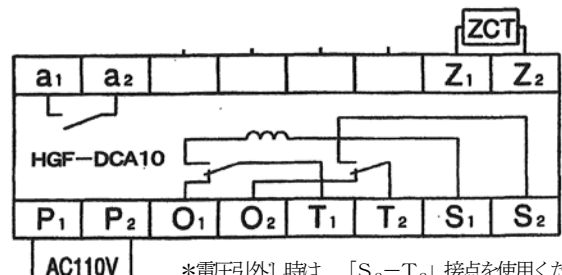 ZCT
a₁ a₂ Z₁ Z₂
HGF-DCA10
P₁ P₂ O₁ O₂ T₁ T₂ S₁ S₂
AC110V
*電圧引外し時は、「S₂-T₂」接点を使用くだ